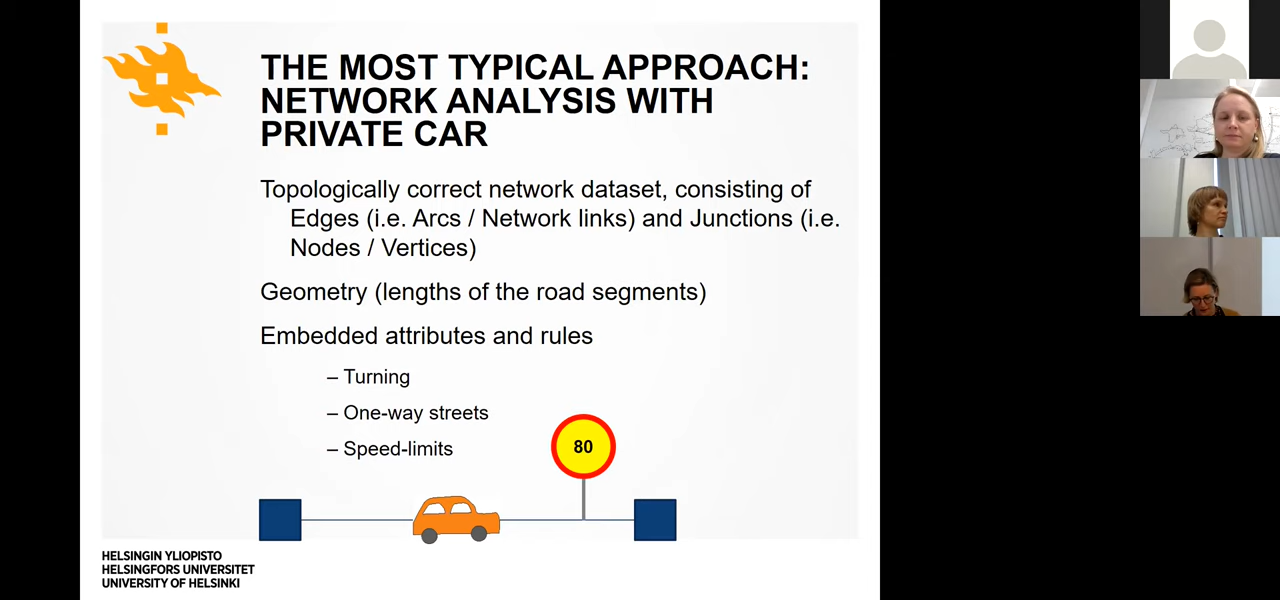 THE MOST TYPICAL APPROACH:
NETWORK ANALYSIS WITH
PRIVATE CAR
Topologically correct network dataset, consisting of
Edges (i.e. Arcs / Network links) and Junctions (i.e.
Nodes / Vertices)
Geometry (lengths of the road segments)
Embedded attributes and rules
– Turning
– One-way streets
– Speed-limits
80
HELSINGIN YLIOPISTO
HELSINGFORS UNIVERSITET
UNIVERSITY OF HELSINKI